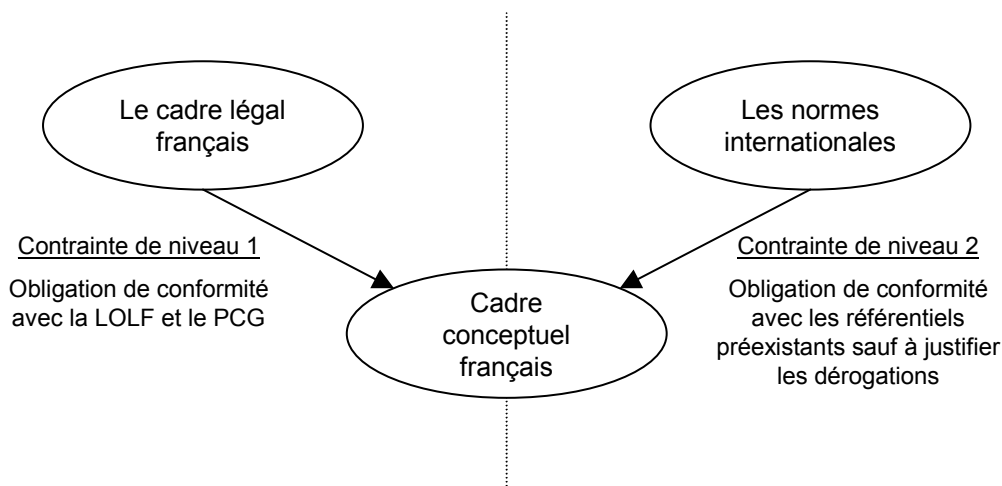 Le cadre légal
français
Les normes
internationales
Contrainte de niveau 1
Obligation de conformité
avec la LOLF et le PCG
Contrainte de niveau 2
Obligation de conformité
avec les référentiels
préexistants sauf à justifier
les dérogations
Cadre
conceptuel
français